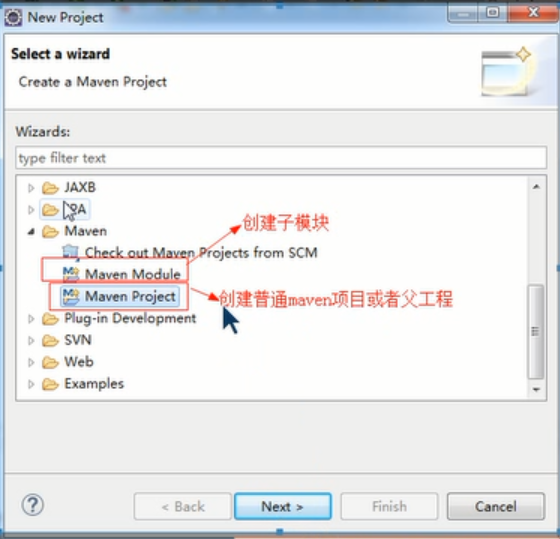 New Project
Select a wizard
Create a Maven Project
Wizards:
type filter text
JAXB
JPA
Maven
创建子模块
Check out Maven Projects from SCM
Maven Module
Maven Project
创建普通maven项目或者父工程
Plug-in Development
SVN
Web
Examples
?
< Back
Next >
Finish
Cancel